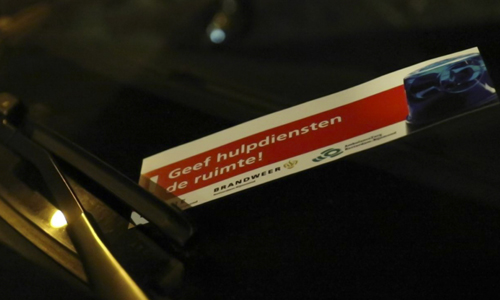 Geef hulpdiensten
de ruimte!
BRANDWEER